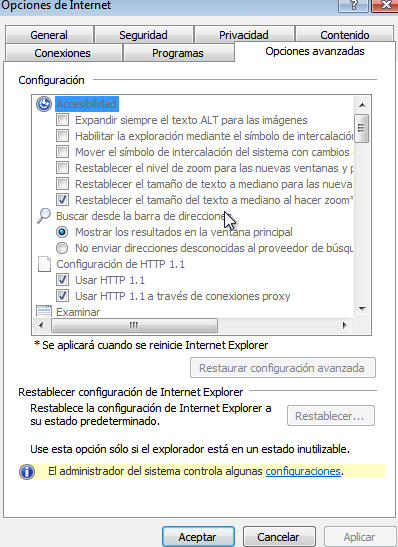 Opciones de Internet
General Seguridad Privacidad Contenido
Conexiones Programas Opciones avanzadas
Configuración
Accesibilidad
Expandir siempre el texto ALT para las imágenes
Habilitar la exploración mediante el símbolo de intercalación
Mover el símbolo de intercalación del sistema con cambios
Restablecer el nivel de zoom para las nuevas ventanas y p
Restablecer el tamaño de texto a mediano para las nueva
Restablecer el tamaño del texto a mediano al hacer zoom*
Buscar desde la barra de direcciones
Mostrar los resultados en la ventana principal
No enviar direcciones desconocidas al proveedor de búsqu
Configuración de HTTP 1.1
Usar HTTP 1.1
Usar HTTP 1.1 a través de conexiones proxy
Examinar
* Se aplicará cuando se reinicie Internet Explorer
Restaurar configuración avanzada
Restablecer configuración de Internet Explorer
Restablece la configuración de Internet Explorer a
su estado predeterminado.
Restablecer...
Use esta opción sólo si el explorador está en un estado inutilizable.
El administrador del sistema controla algunas configuraciones.
Aceptar Cancelar Aplicar